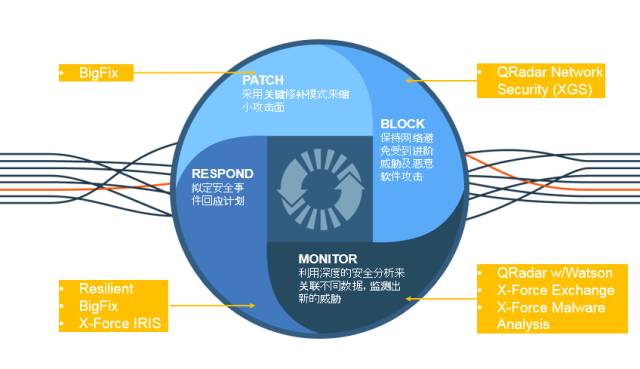 • BigFix
PATCH
采用关键修补模式来缩
小攻击面
• QRadar Network
Security (XGS)
BLOCK
保持网络避
免受到进阶
威胁及恶意
软件攻击
RESPOND
拟定安全事
件回应计划
MONITOR
利用深度的安全分析来
关联不同数据, 监测出
新的威胁
• Resilient
• BigFix
• X-Force IRIS
• QRadar w/Watson
• X-Force Exchange
• X-Force Malware
Analysis